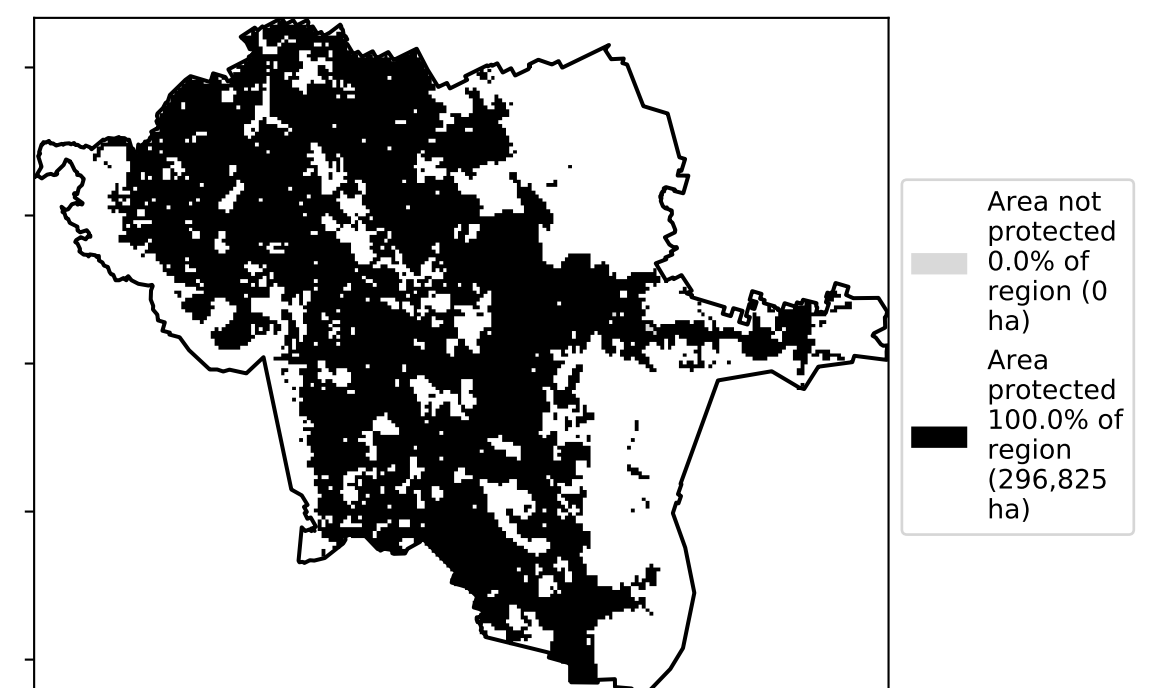 Area not
protected
0.0% of
region (0
ha)
Area
protected
100.0% of
region
(296,825
ha)